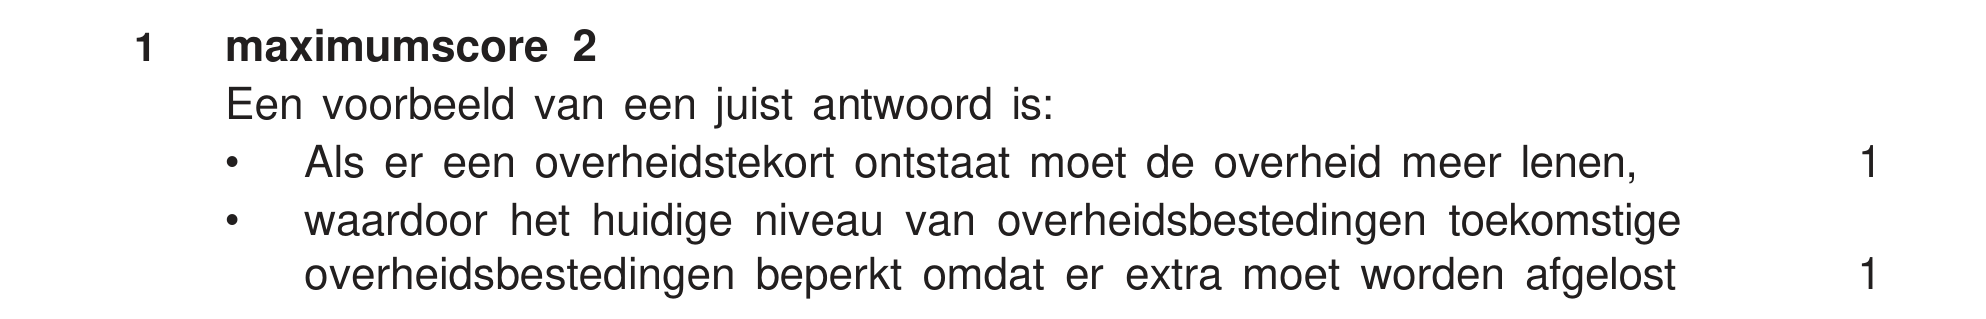 1 maximumscore 2
Een voorbeeld van een juist antwoord is:
• Als er een overheidstekort ontstaat moet de overheid meer lenen, 1
• waardoor het huidige niveau van overheidsbestedingen toekomstige
overheidsbestedingen beperkt omdat er extra moet worden afgelost 1